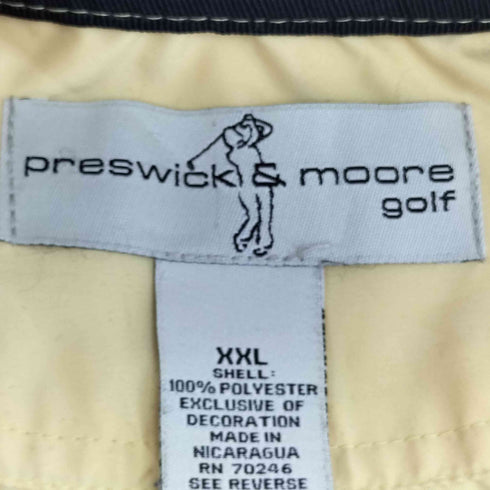 preswick & moore
golf
XXL
SHELL:
100% POLYESTER
EXCLUSIVE OF
DECORATION
MADE IN
NICARAGUA
RN 70246
SEE REVERSE